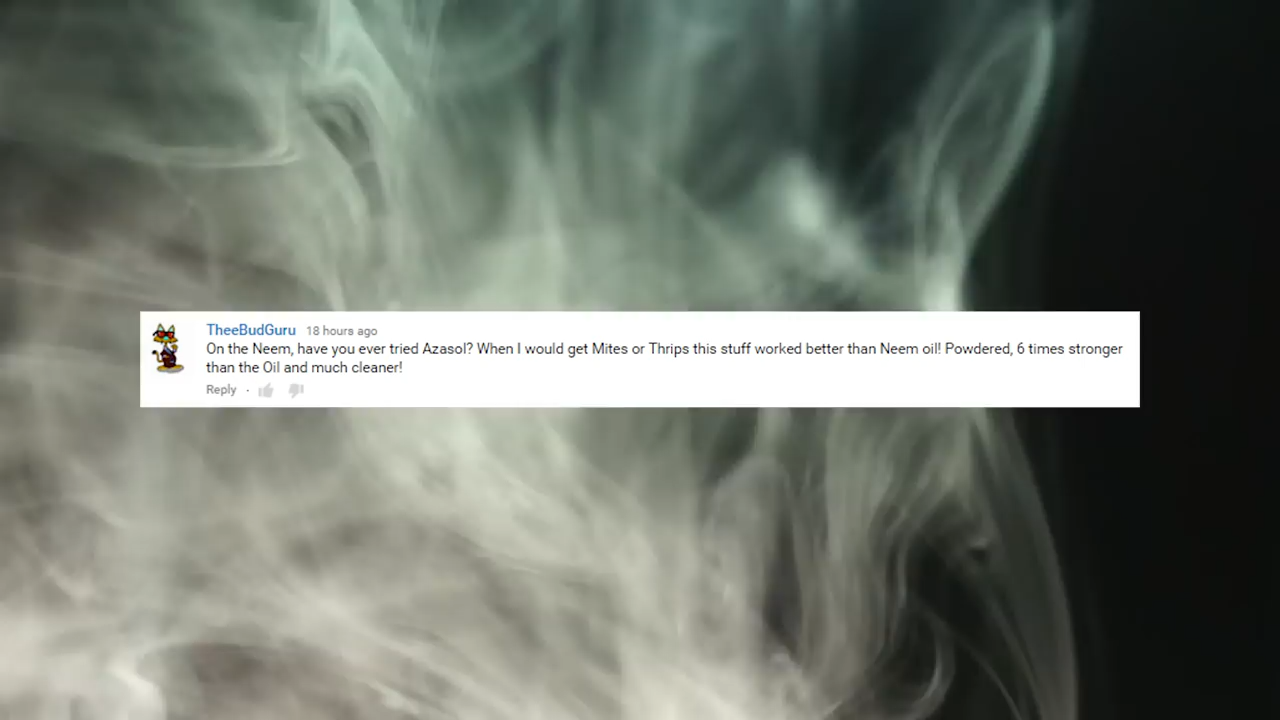 TheeBudGuru 18 hours ago
On the Neem, have you ever tried Azasol? When I would get Mites or Thrips this stuff worked better than Neem oil! Powdered, 6 times stronger
than the Oil and much cleaner!
Reply ·